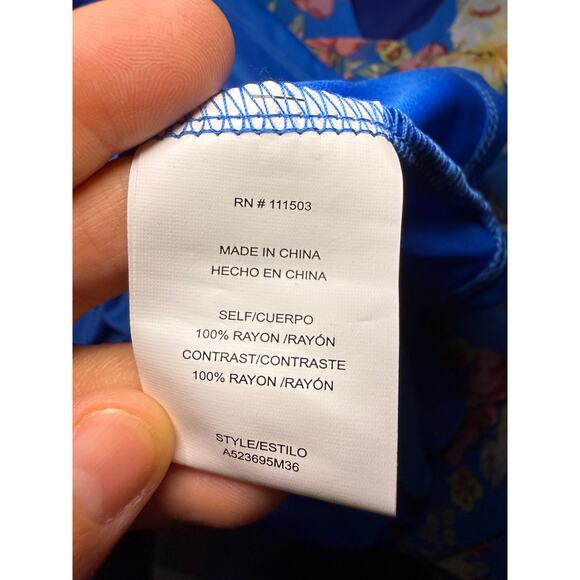 RN # 111503
MADE IN CHINA
HECHO EN CHINA
SELF/CUERPO
100% RAYON /RAYÓN
CONTRAST/CONTRASTE
100% RAYON /RAYÓN
STYLE/ESTILO
A523695M36